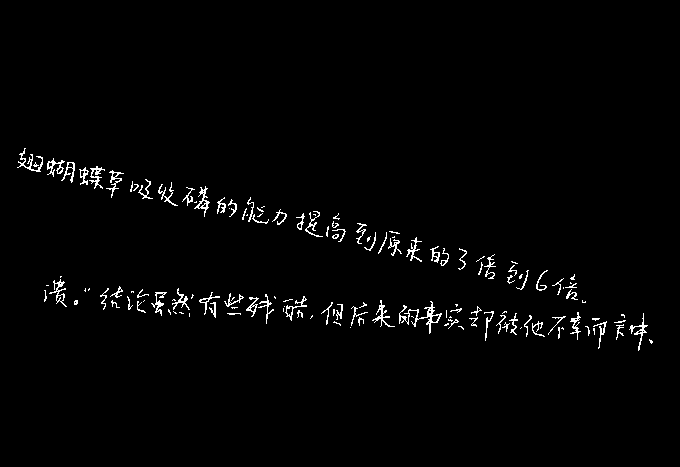 翅蝴蝶草吸收磷的能力提高到原来的3倍到6倍。
溃。"结论果然有些残酷,但后来的事实却被他不幸而言中、